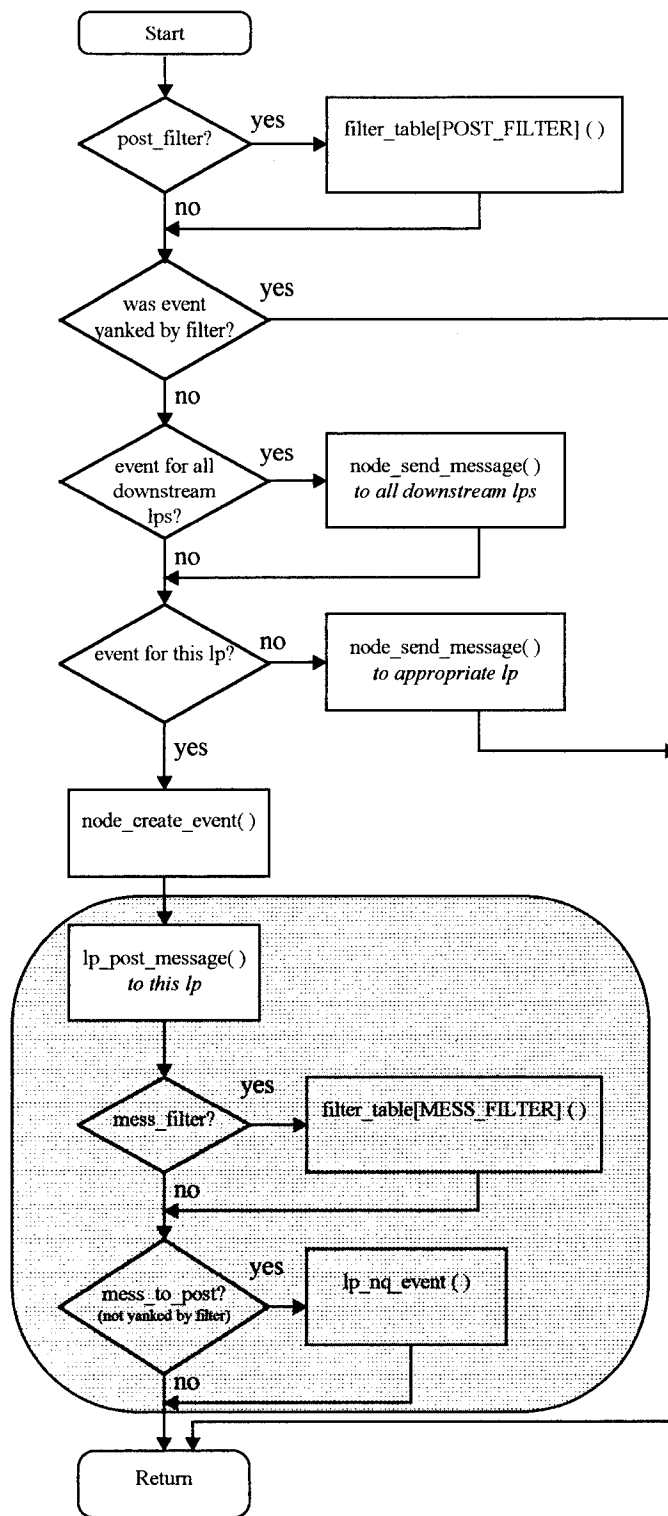 Start
yes
post_filter?
filter_table[POST_FILTER] ( )
no
was event
yanked by filter?
yes
no
event for all
downstream
lps?
yes
node_send_message( )
to all downstream lps
no
event for this lp?
no
node_send_message( )
to appropriate lp
yes
node_create_event( )
lp_post_message( )
to this lp
yes
mess_filter?
filter_table[MESS_FILTER] ( )
no
mess_to_post?
(not yanked by filter)
yes
lp_nq_event ( )
no
Return